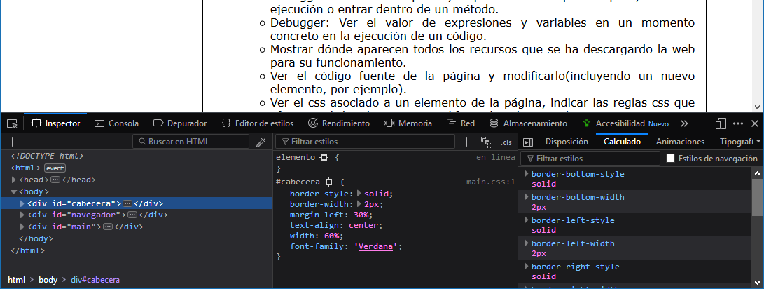 ejecución o entrar dentro de un método.
Debugger: Ver el valor de expresiones y variables en un momento
concreto en la ejecución de un código.
Mostrar dónde aparecen todos los recursos que se ha descargardo la web
para su funcionamiento.
Ver el código fuente de la página y modificarlo(incluyendo un nuevo
elemento, por ejemplo).
Ver el css asociado a un elemento de la página, indicar las reglas css que
Inspector Consola Depurador Editor de estilos Rendimiento Memoria Red Almacenamiento Accesibilidad Nuevo
Buscar en HTML
Filtrar estilos
.cls
Disposición Calculado Animaciones Tipografí
Filtrar estilos
Estilos de navegación
<!DOCTYPE html>
<html> event
<head> </head>
<body>
<div id="cabecera"> </div>
<div id="navegador"> </div>
<div id="main"> </div>
</body>
</html>
html > body > div#cabecera
elemento { en línea
}
#cabecera { main.css:1
border-style: solid;
border-width: 2px;
margin-left: 30%;
text-align: center;
width: 60%;
font-family: 'Verdana';
}
border-bottom-style
solid
border-bottom-width
2px
border-left-style
solid
border-left-width
2px
border-right-style
solid